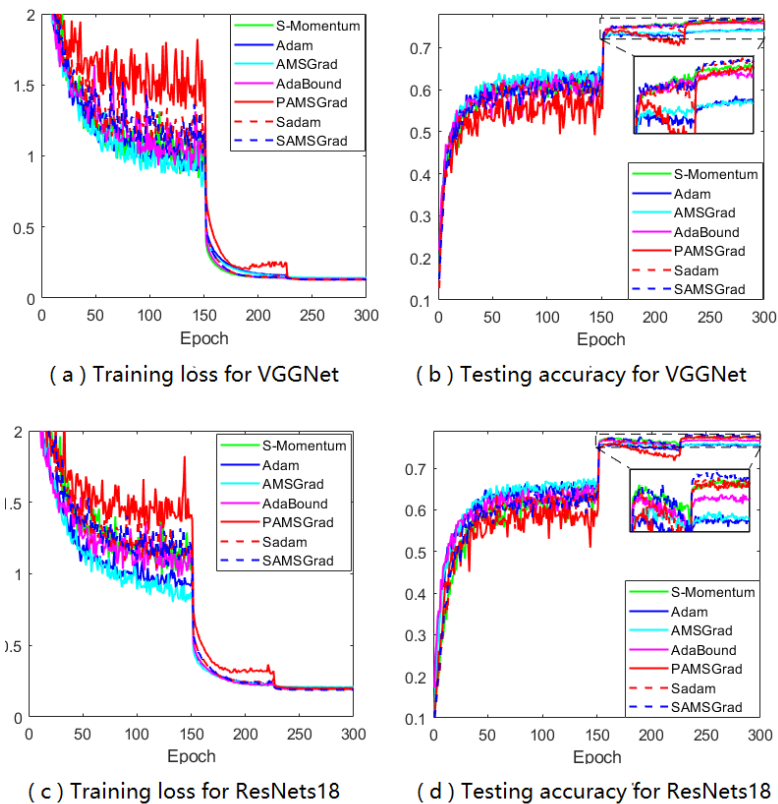 2
1.5
1
0.5
0
0 50 100 150 200 250 300
Epoch
S-Momentum
Adam
AMSGrad
AdaBound
PAMSGrad
Sadam
SAMSGrad
( a ) Training loss for VGGNet
0.7
0.6
0.5
0.4
0.3
0.2
0.1
0 50 100 150 200 250 300
Epoch
S-Momentum
Adam
AMSGrad
AdaBound
PAMSGrad
Sadam
SAMSGrad
( b ) Testing accuracy for VGGNet
2
1.5
1
0.5
0
0 50 100 150 200 250 300
Epoch
S-Momentum
Adam
AMSGrad
AdaBound
PAMSGrad
Sadam
SAMSGrad
( c ) Training loss for ResNets18
0.7
0.6
0.5
0.4
0.3
0.2
0.1
0 50 100 150 200 250 300
Epoch
S-Momentum
Adam
AMSGrad
AdaBound
PAMSGrad
Sadam
SAMSGrad
( d ) Testing accuracy for ResNets18